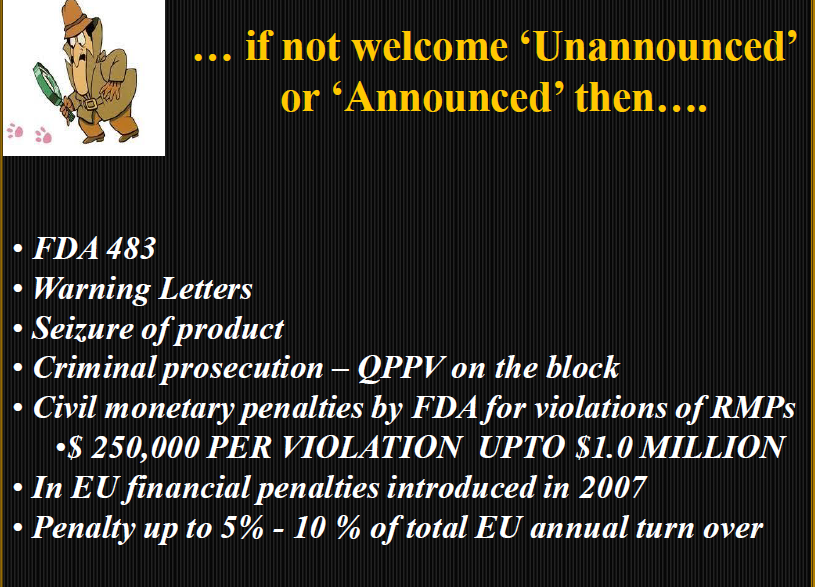 … if not welcome ‘Unannounced’
or ‘Announced’ then….
• FDA 483
• Warning Letters
• Seizure of product
• Criminal prosecution – QPPV on the block
• Civil monetary penalties by FDA for violations of RMPs
•$ 250,000 PER VIOLATION UPTO $1.0 MILLION
• In EU financial penalties introduced in 2007
• Penalty up to 5% - 10 % of total EU annual turn over